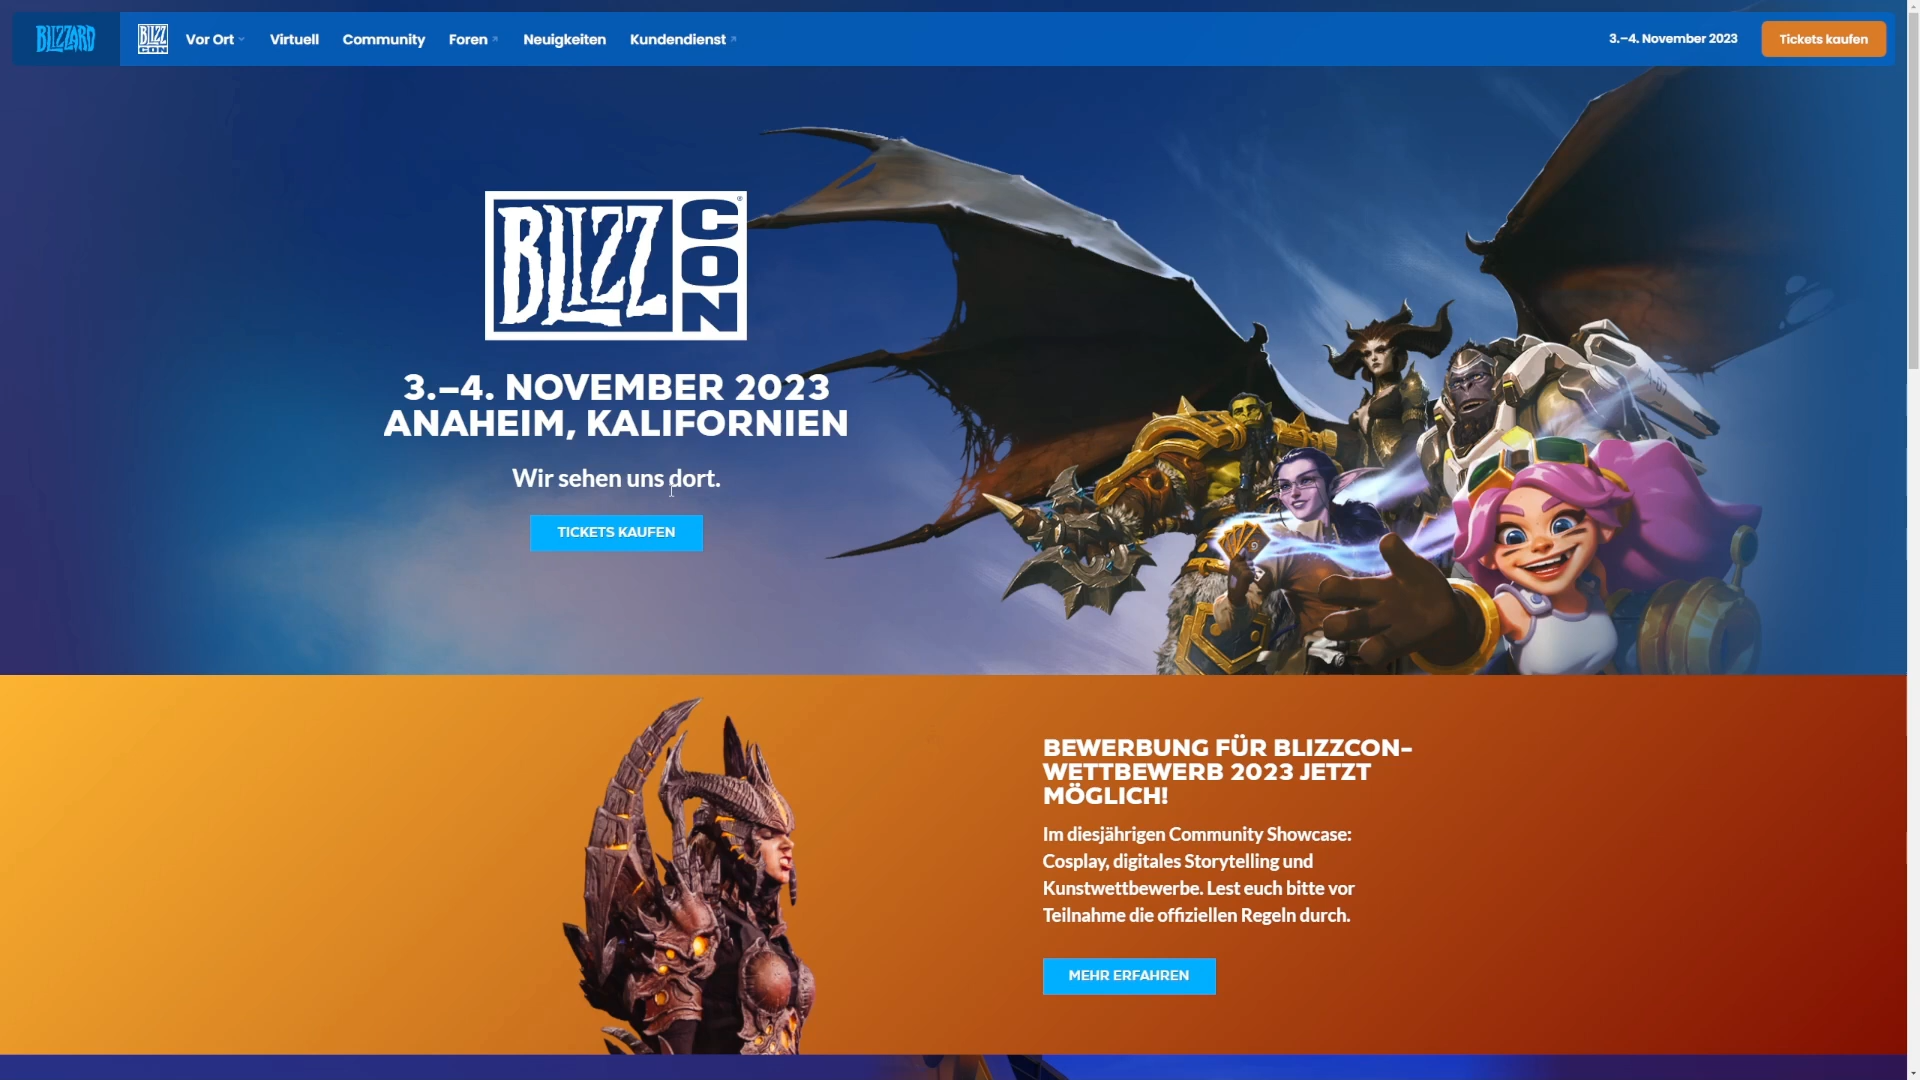 BLIZZARD
BLIZZ CON
Vor Ort
Virtuell
Community
Foren
Neuigkeiten
Kundendienst
3.–4. November 2023
Tickets kaufen
BLIZZ CON®
3.–4. NOVEMBER 2023
ANAHEIM, KALIFORNIEN
Wir sehen uns dort.
TICKETS KAUFEN
BEWERBUNG FÜR BLIZZCON-
WETTBEWERB 2023 JETZT
MÖGLICH!
Im diesjährigen Community Showcase:
Cosplay, digitales Storytelling und
Kunstwettbewerbe. Lest euch bitte vor
Teilnahme die offiziellen Regeln durch.
MEHR ERFAHREN